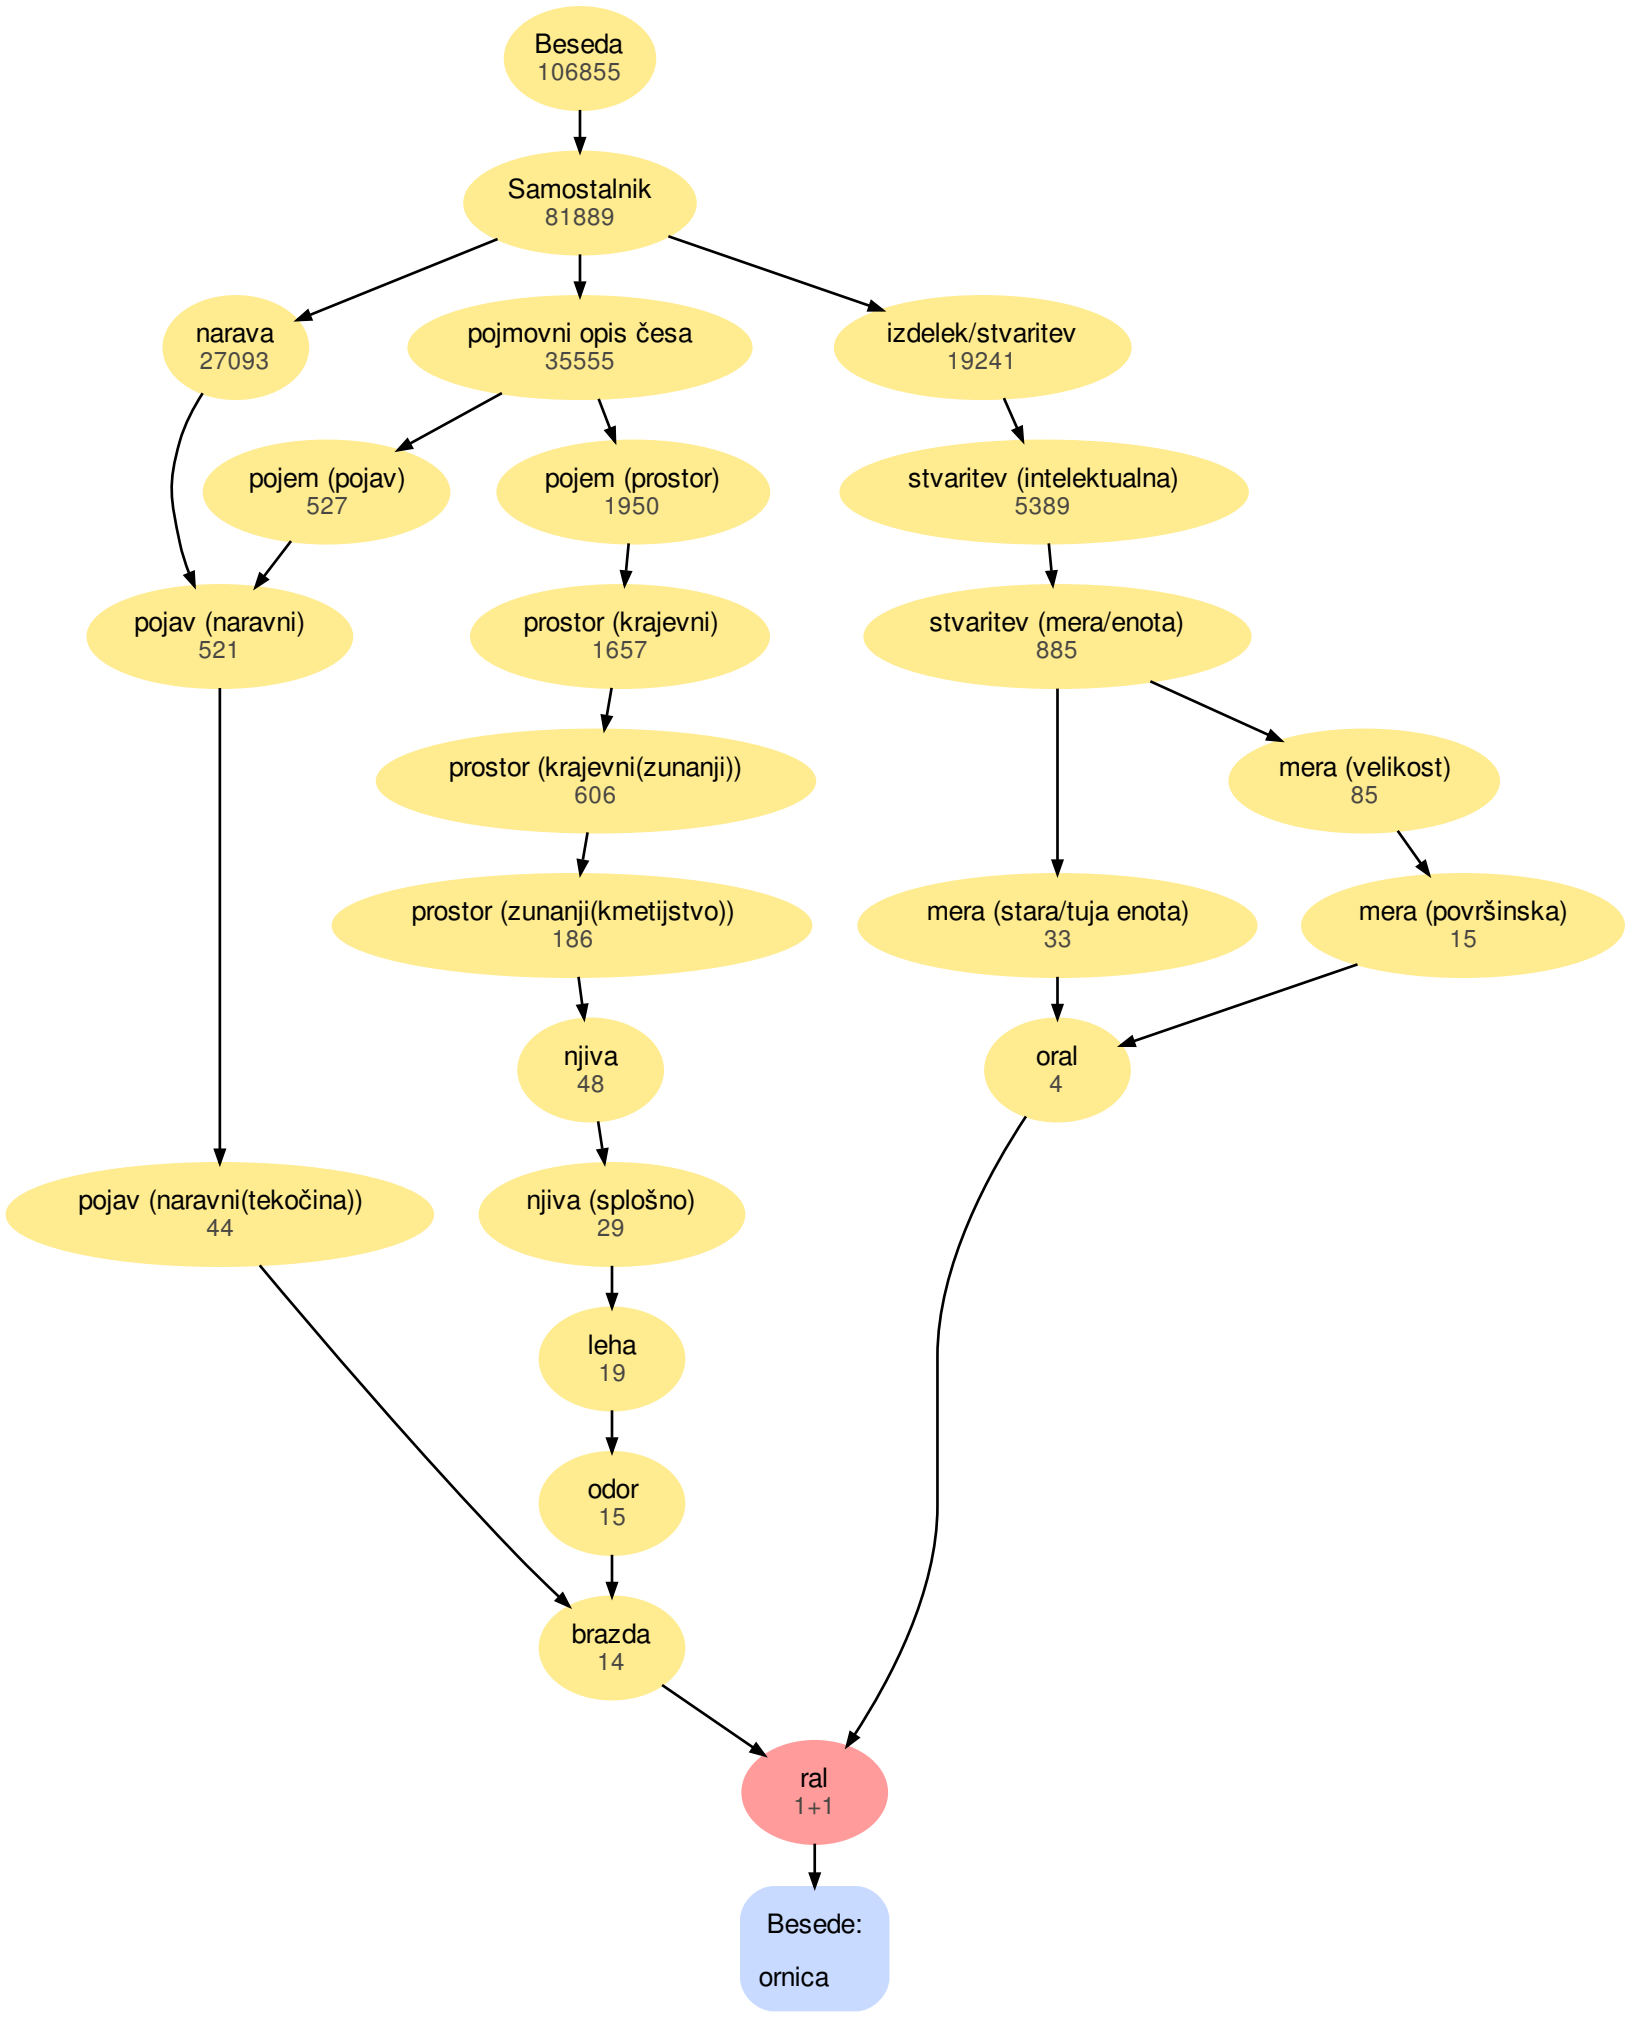 Beseda
106855
Samostalnik
81889
narava
27093
pojmovni opis česa
35555
izdelek/stvaritev
19241
pojem (pojav)
527
pojem (prostor)
1950
stvaritev (intelektualna)
5389
pojav (naravni)
521
prostor (krajevni)
1657
stvaritev (mera/enota)
885
prostor (krajevni(zunanji))
606
mera (velikost)
85
prostor (zunanji(kmetijstvo))
186
mera (stara/tuja enota)
33
mera (površinska)
15
njiva
48
oral
4
pojav (naravni(tekočina))
44
njiva (splošno)
29
leha
19
odor
15
brazda
14
ral
1+1
Besede:
ornica